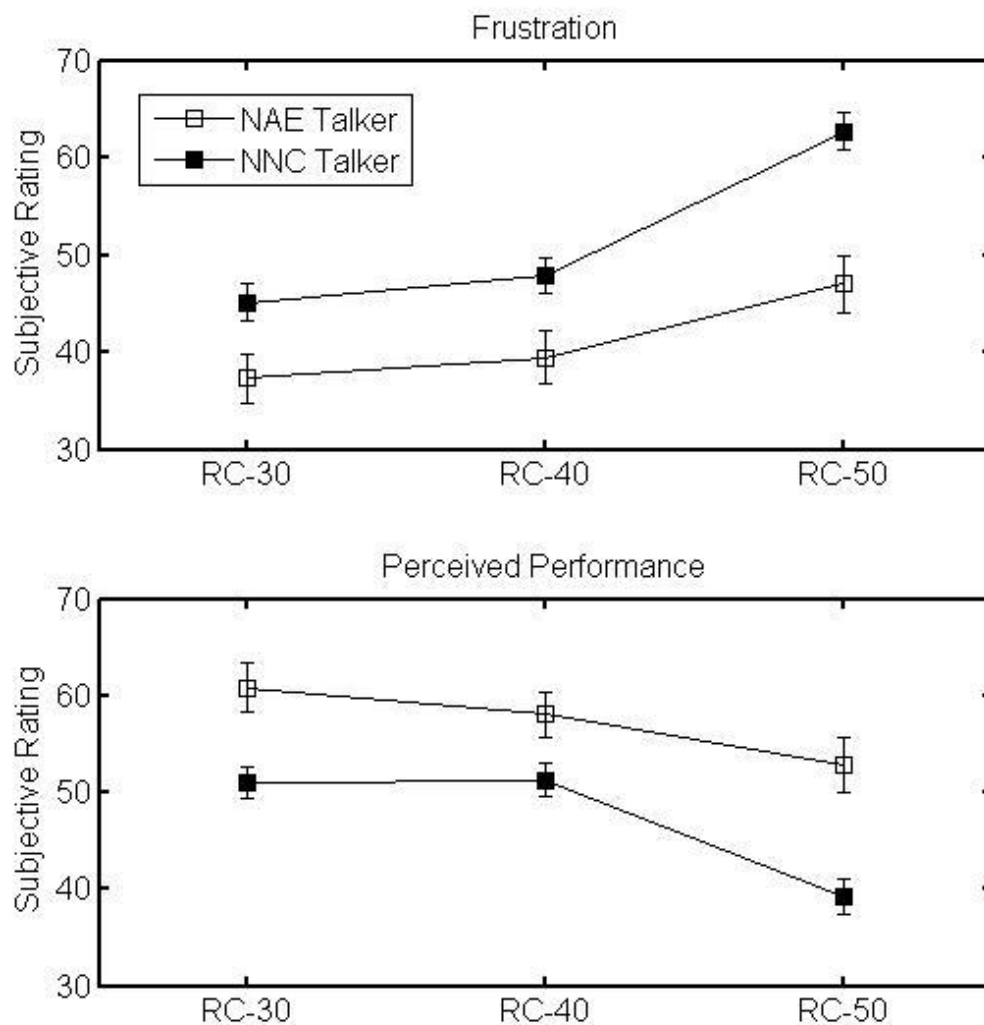 Frustration
70
60
50
40
30
Subjective Rating
NAE Talker
NNC Talker
RC-30 RC-40 RC-50
Perceived Performance
70
60
50
40
30
Subjective Rating
RC-30 RC-40 RC-50